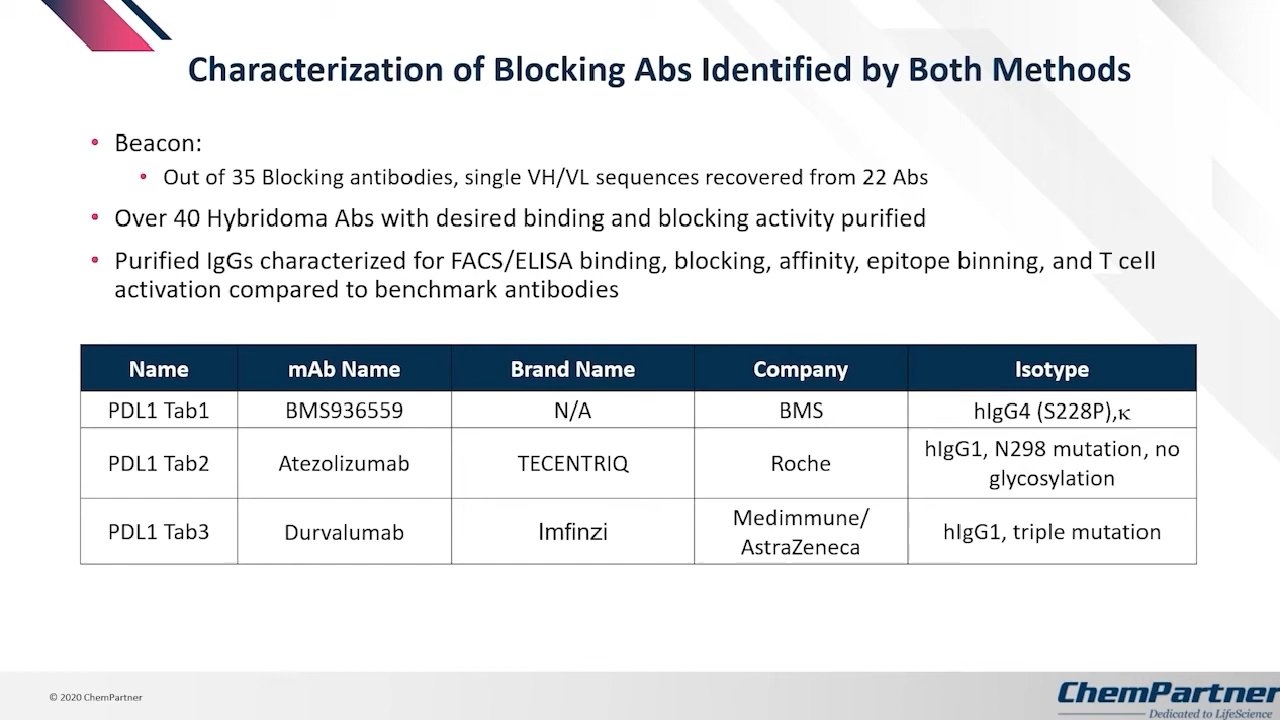 Characterization of Blocking Abs Identified by Both Methods
• Beacon:
• Out of 35 Blocking antibodies, single VH/VL sequences recovered from 22 Abs
• Over 40 Hybridoma Abs with desired binding and blocking activity purified
• Purified IgGs characterized for FACS/ELISA binding, blocking, affinity, epitope binning, and T cell
activation compared to benchmark antibodies
Name mAb Name Brand Name Company Isotype
PDL1 Tab1 BMS936559 N/A BMS hIgG4 (S228P),κ
PDL1 Tab2 Atezolizumab TECENTRIQ Roche hIgG1, N298 mutation, no
glycosylation
PDL1 Tab3 Durvalumab Imfinzi Medimmune/
AstraZeneca hIgG1, triple mutation
© 2020 ChemPartner
ChemPartner
Dedicated to LifeScience